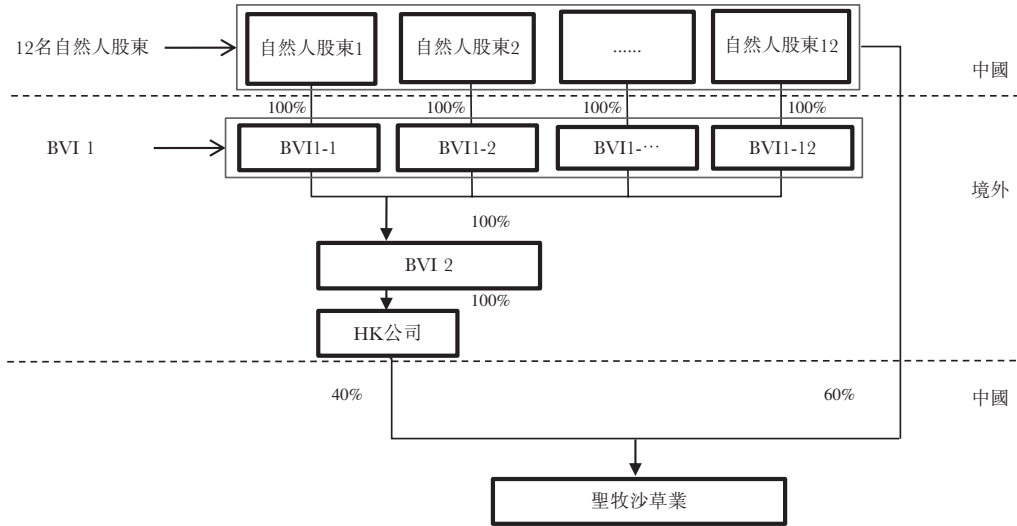 12名自然人股東
自然人股東1
自然人股東2
......
自然人股東12
中國
100%
100%
100%
100%
BVI 1
BVI1-1
BVI1-2
BVI1-⋯
BVI1-12
境外
100%
BVI 2
100%
HK公司
40%
60%
中國
聖牧沙草業